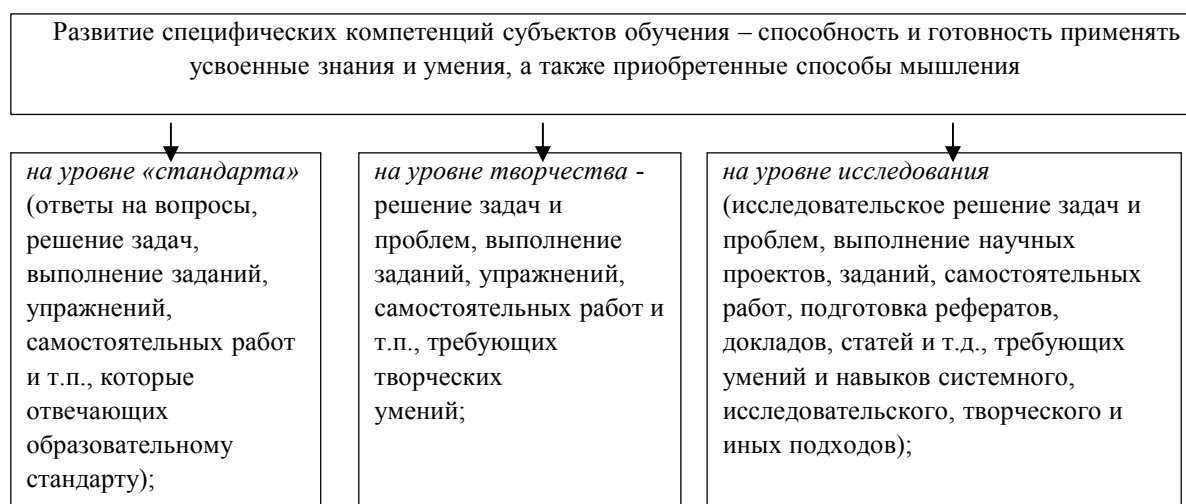 Развитие специфических компетенций субъектов обучения – способность и готовность применять
усвоенные знания и умения, а также приобретенные способы мышления
на уровне «стандарта»
(ответы на вопросы,
решение задач,
выполнение заданий,
упражнений,
самостоятельных работ
и т.п., которые
отвечающих
образовательному
стандарту);
на уровне творчества -
решение задач и
проблем, выполнение
заданий, упражнений,
самостоятельных работ и
т.п., требующих
творческих
умений;
на уровне исследования
(исследовательское решение задач и
проблем, выполнение научных
проектов, заданий, самостоятельных
работ, подготовка рефератов,
докладов, статей и т.д., требующих
умений и навыков системного,
исследовательского, творческого и
иных подходов);